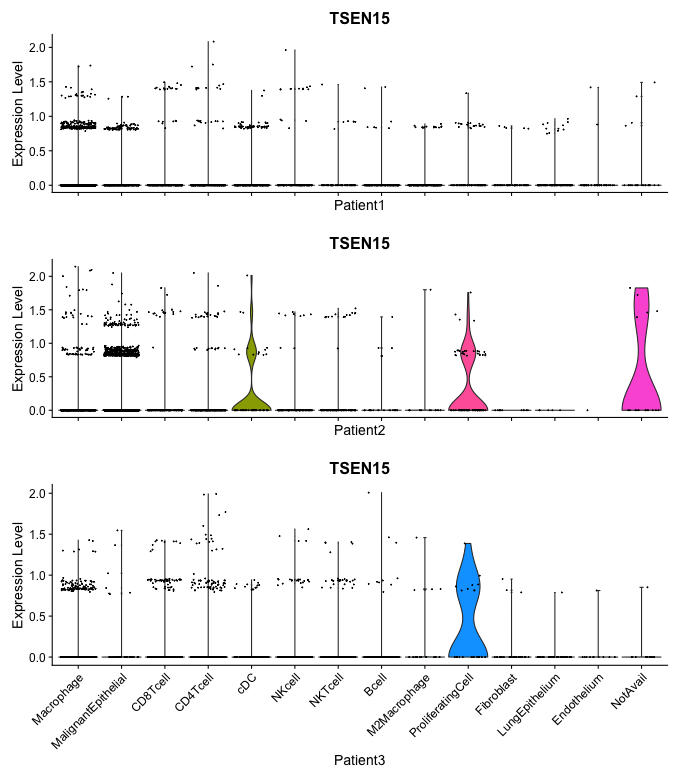 TSEN15
Expression Level
2.0
1.5
1.0
0.5
0.0
Patient1
TSEN15
Expression Level
2.0
1.5
1.0
0.5
0.0
Patient2
TSEN15
Expression Level
2.0
1.5
1.0
0.5
0.0
Macrophage
MalignantEpithelial
CD8Tcell
CD4Tcell
cDC
NKcell
NKTcell
Bcell
M2Macrophage
ProliferatingCell
Fibroblast
LungEpithelium
Endothelium
NotAvail
Patient3